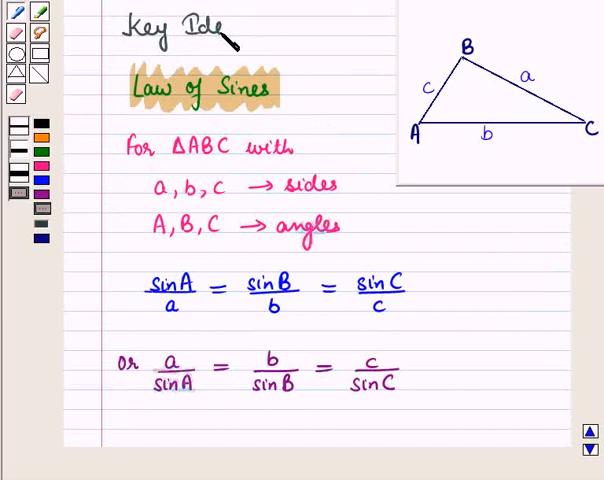 Key Ide
Law of Sines
For ΔABC with
a, b, c → sides
A, B, C → angles
sinA/a = sinB/b = sinC/c
Or a/sinA = b/sinB = c/sinC
B
c
a
A
b
C